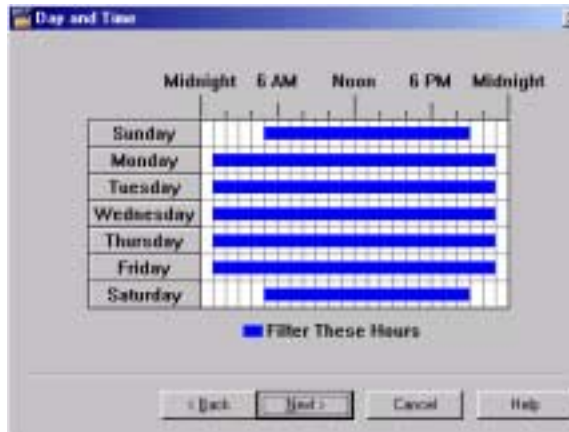 Day and Time
Midnight 6 AM Noon 6 PM Midnight
Sunday
Monday
Tuesday
Wednesday
Thursday
Friday
Saturday
Filter These Hours
< Back Next > Cancel Help